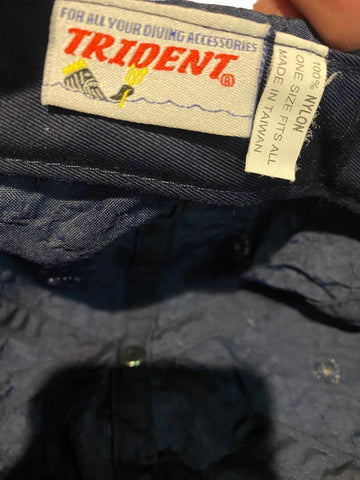 FOR ALL YOUR DIVING ACCESSORIES
TRIDENT®
100% NYLON
ONE SIZE FITS ALL
MADE IN TAIWAN